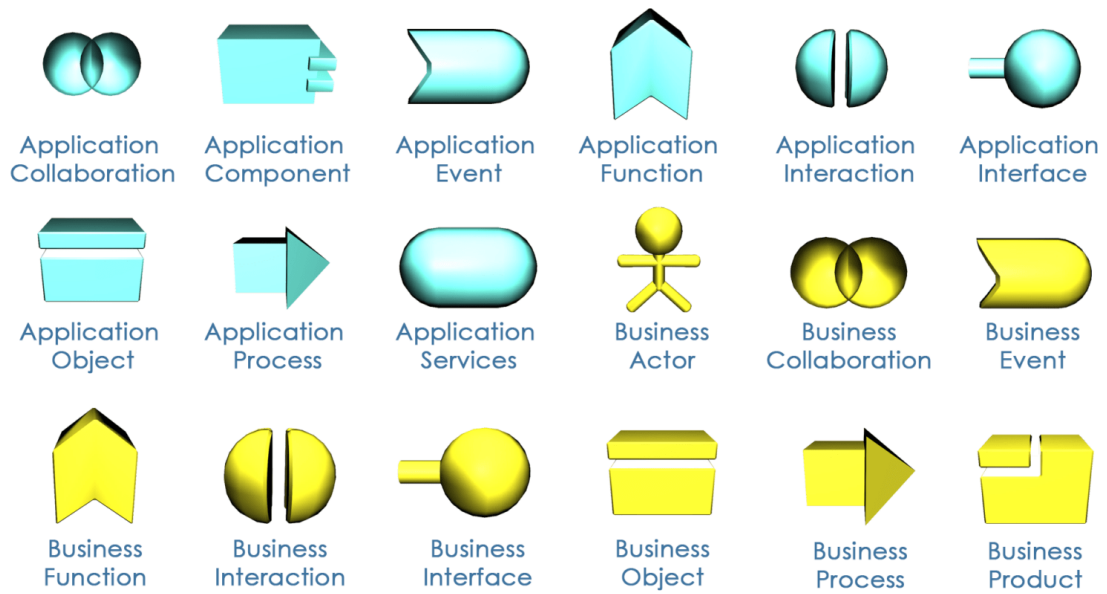 Application
Collaboration
Application
Component
Application
Event
Application
Function
Application
Interaction
Application
Interface
Application
Object
Application
Process
Application
Services
Business
Actor
Business
Collaboration
Business
Event
Business
Function
Business
Interaction
Business
Interface
Business
Object
Business
Process
Business
Product